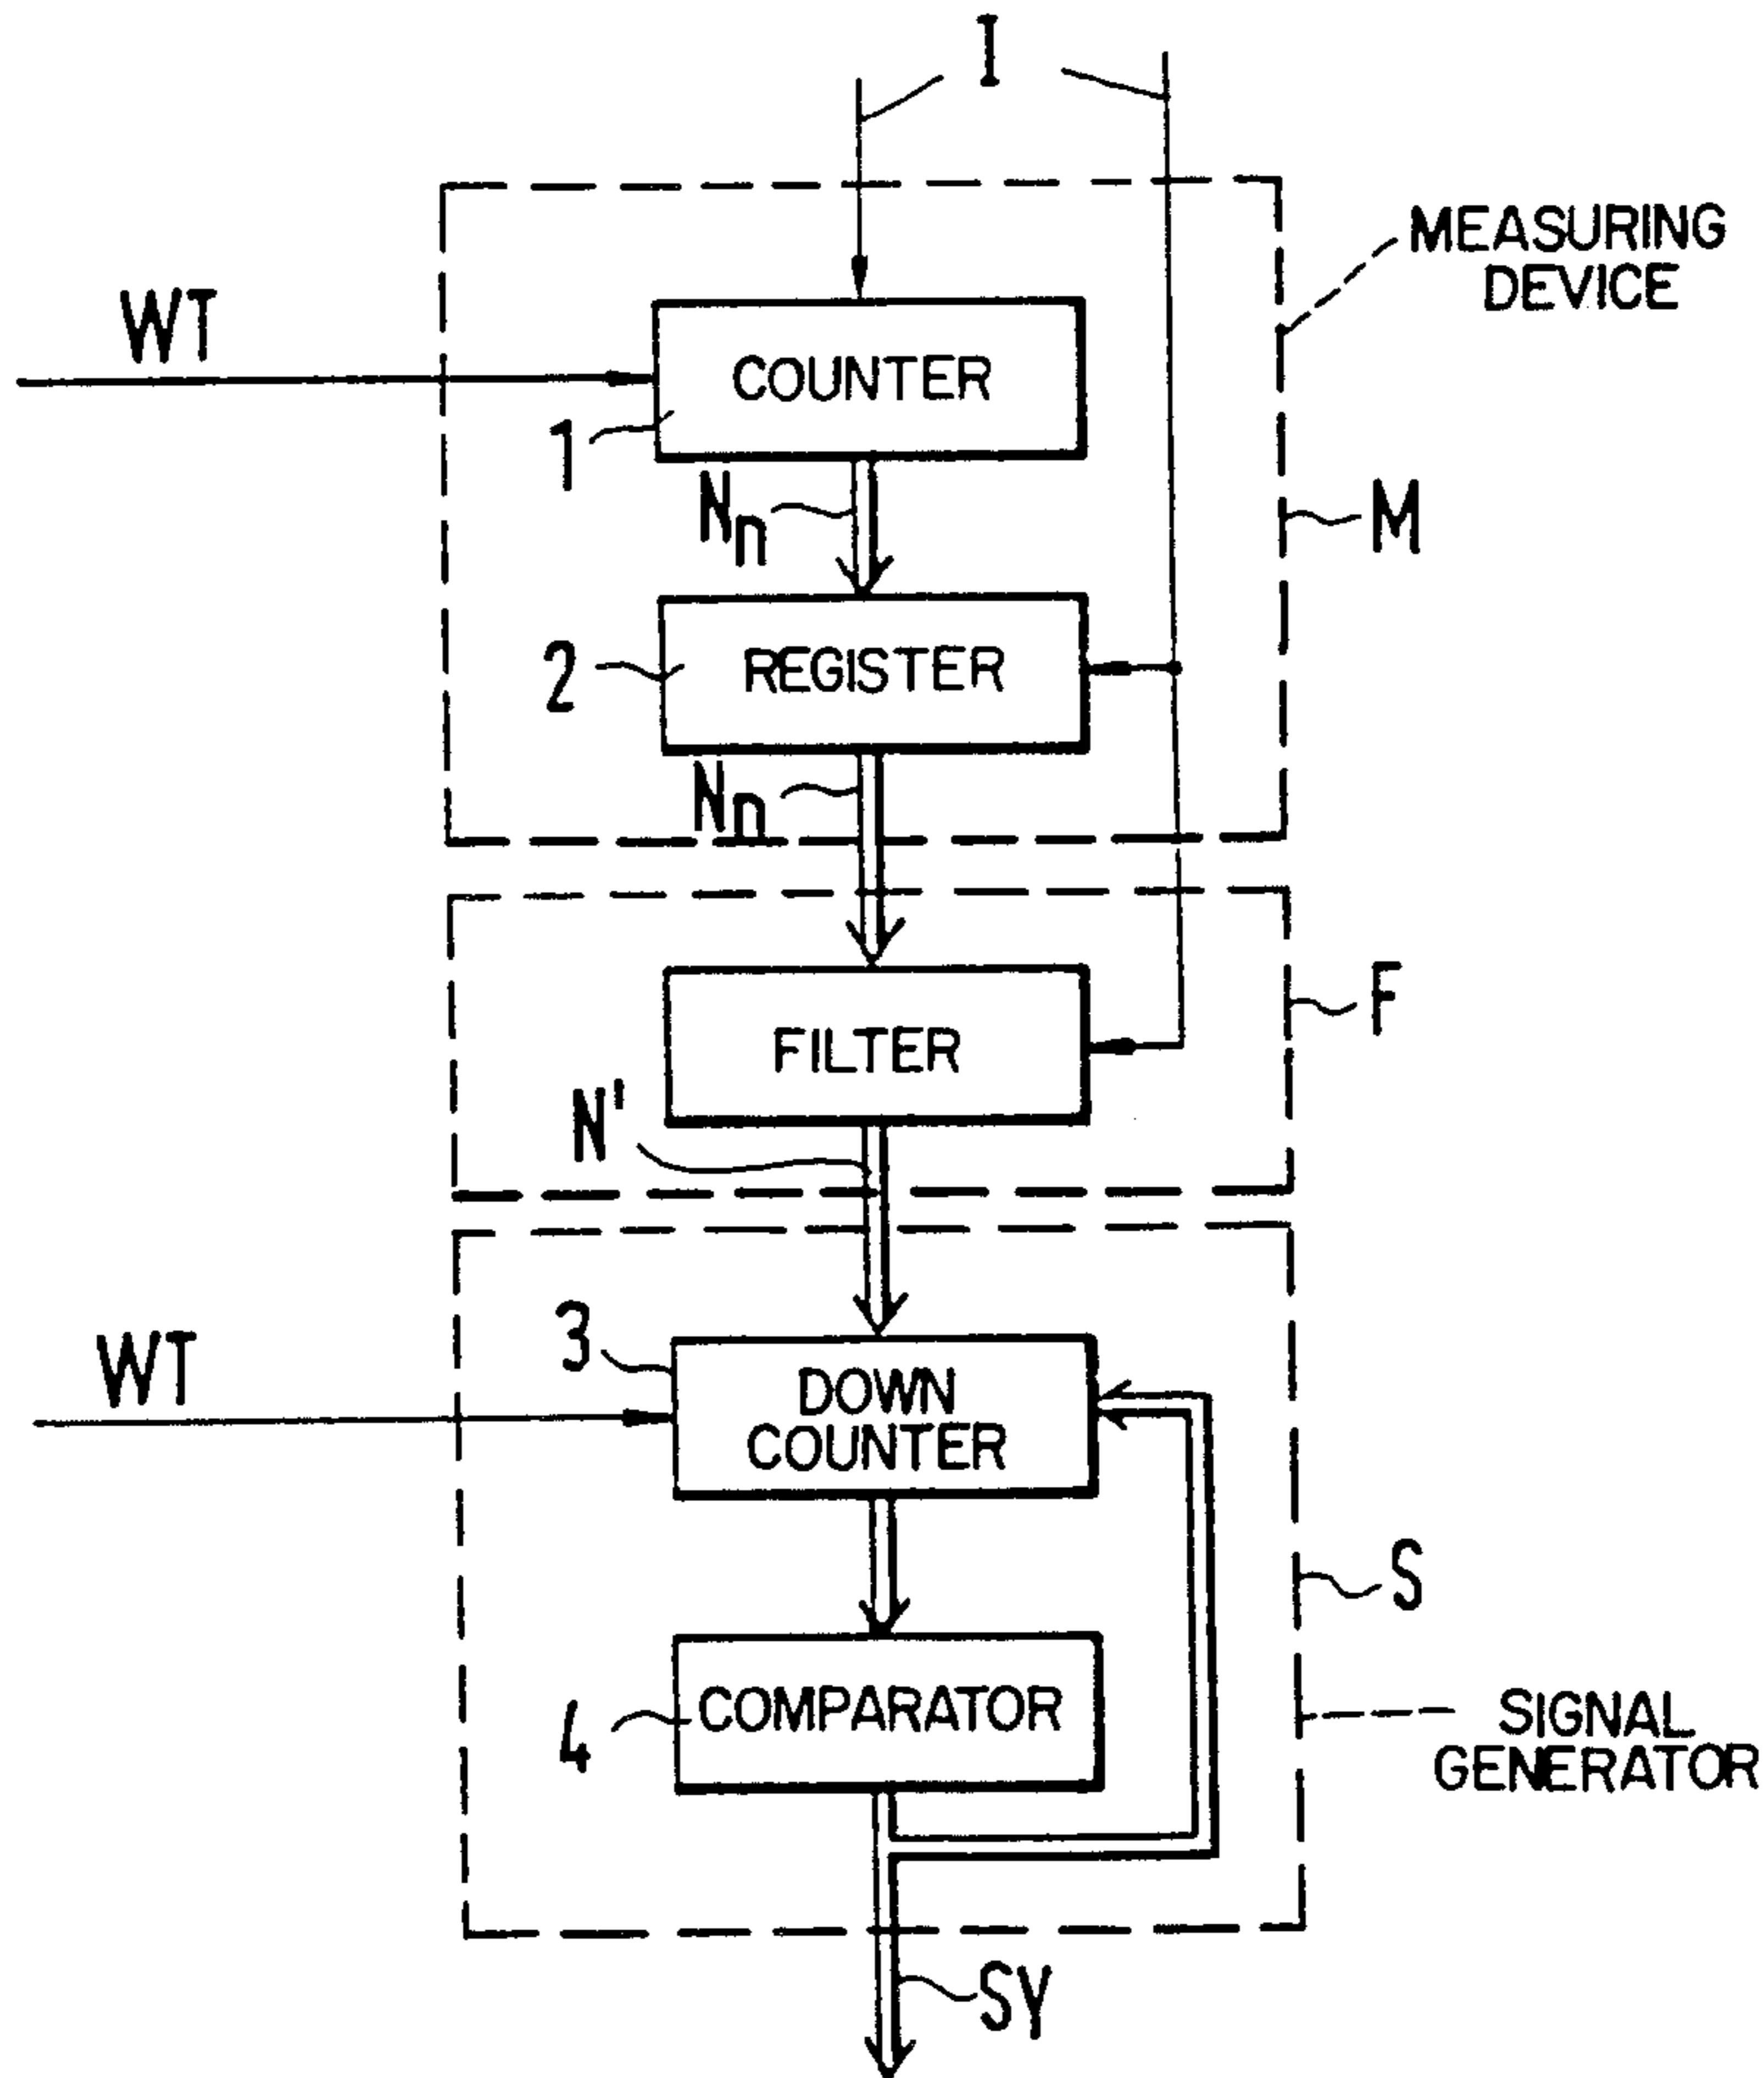 I
MEASURING
DEVICE
WT
COUNTER
1
Nn
M
2
REGISTER
Nn
F
FILTER
N'
3
WT
DOWN
COUNTER
S
4
COMPARATOR
SIGNAL
GENERATOR
SY